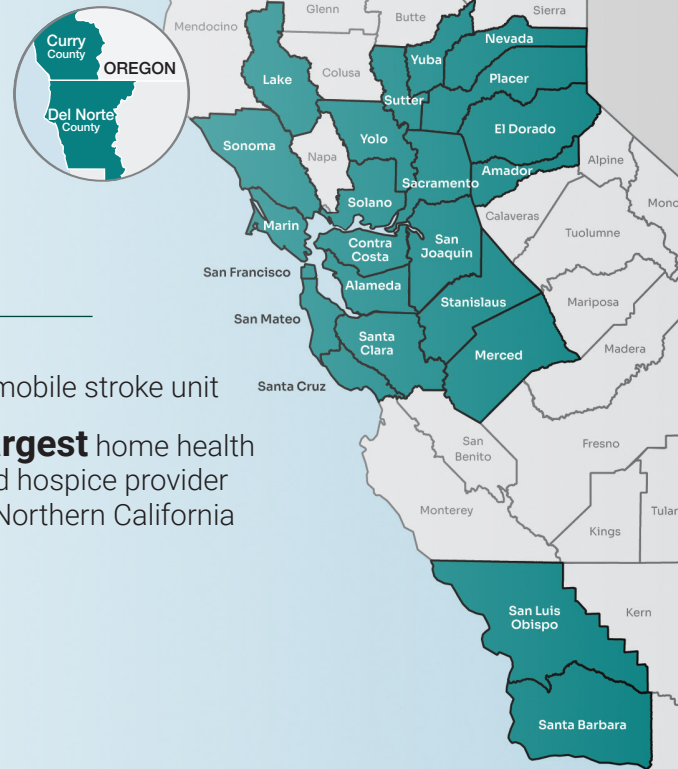 Glenn
Butte
Sierra
Mendocino
Curry
County
OREGON
Del Norte
County
Lake
Colusa
Yuba
Nevada
Placer
Sutter
El Dorado
Sonoma
Napa
Yolo
Sacramento
Amador
Alpine
Solano
Mono
Calaveras
Marin
Contra
Costa
San
Joaquin
Tuolumne
San Francisco
Alameda
Stanislaus
Mariposa
San Mateo
Santa
Clara
Merced
Madera
Santa Cruz
mobile stroke unit
rgest home health
d hospice provider
Northern California
San
Benito
Fresno
Monterey
Kings
Tular
San Luis
Obispo
Kern
Santa Barbara